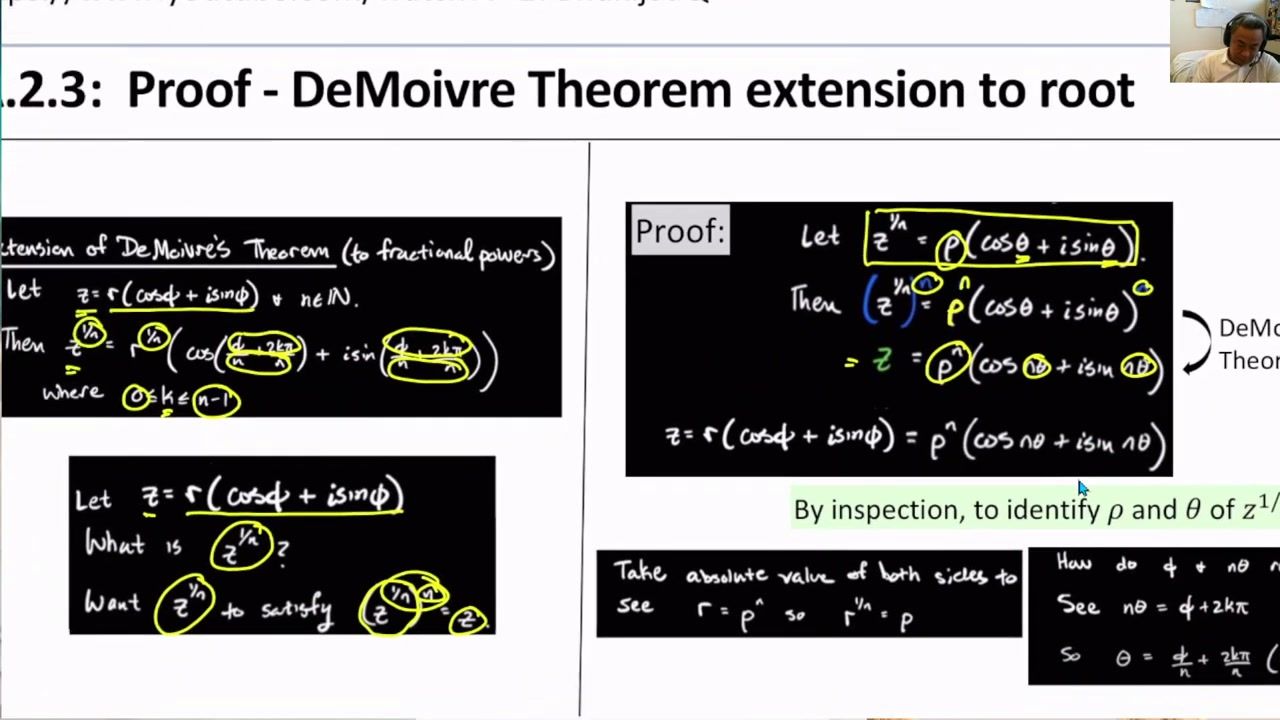 .2.3: Proof - DeMoivre Theorem extension to root
tension of DeMoivre's Theorem (to fractional powers)
Let z = r(cosϕ + isinϕ) & n∈ℕ.
Then z^{1/n} = r^{1/n} (cos(ϕ/n + 2kπ/n) + isin(ϕ/n + 2kπ/n))
where 0 ≤ k ≤ n-1
Let z = r(cosϕ + isinϕ)
What is z^{1/n} ?
Want z^{1/n} to satisfy (z^{1/n})^n = z.
Proof:
Let z^{1/n} = ρ(cosθ + isinθ).
Then (z^{1/n})^n = ρ^n (cosθ + isinθ)^n
= z = ρ^n (cos nθ + isin nθ)
z = r(cosϕ + isinϕ) = ρ^n (cos nθ + isin nθ)
DeMo
Theor
By inspection, to identify ρ and θ of z^{1/
Take absolute value of both sides to
see r = ρ^n so r^{1/n} = ρ
How do ϕ & nθ
See nθ = ϕ + 2kπ
So θ = ϕ/n + 2kπ/n (